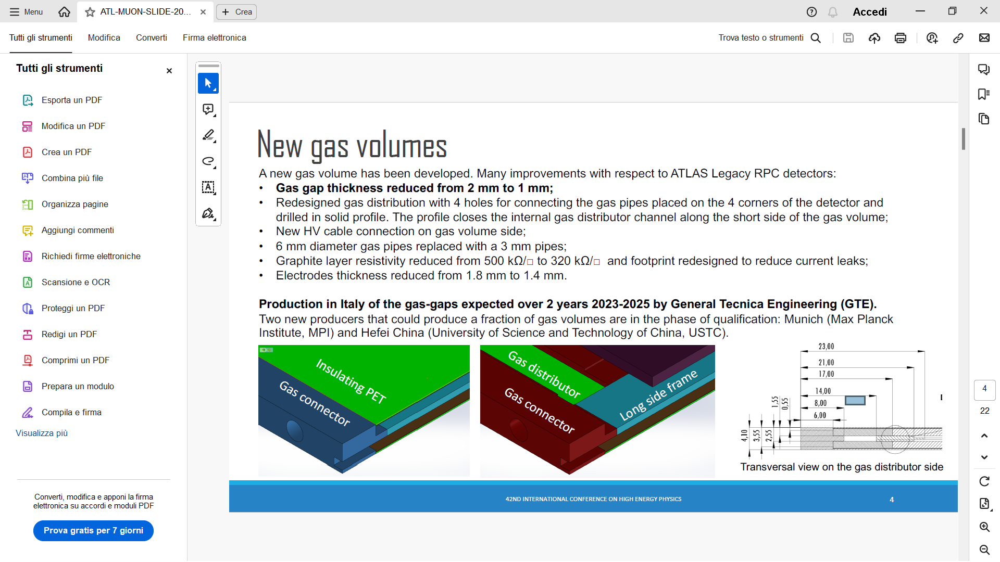 Menu
ATL-MUON-SLIDE-20...
Crea
Accedi
Tutti gli strumenti
Modifica
Converti
Firma elettronica
Trova testo o strumenti
Tutti gli strumenti
Esporta un PDF
Modifica un PDF
Crea un PDF
Combina più file
Organizza pagine
Aggiungi commenti
Richiedi firme elettroniche
Scansione e OCR
Proteggi un PDF
Redigi un PDF
Comprimi un PDF
Prepara un modulo
Compila e firma
Visualizza più
Converti, modifica e apponi la firma
elettronica su accordi e moduli PDF
Prova gratis per 7 giorni
New gas volumes
A new gas volume has been developed. Many improvements with respect to ATLAS Legacy RPC detectors:
• Gas gap thickness reduced from 2 mm to 1 mm;
• Redesigned gas distribution with 4 holes for connecting the gas pipes placed on the 4 corners of the detector and
drilled in solid profile. The profile closes the internal gas distributor channel along the short side of the gas volume;
• New HV cable connection on gas volume side;
• 6 mm diameter gas pipes replaced with a 3 mm pipes;
• Graphite layer resistivity reduced from 500 kΩ/□ to 320 kΩ/□ and footprint redesigned to reduce current leaks;
• Electrodes thickness reduced from 1.8 mm to 1.4 mm.
Production in Italy of the gas-gaps expected over 2 years 2023-2025 by General Tecnica Engineering (GTE).
Two new producers that could produce a fraction of gas volumes are in the phase of qualification: Munich (Max Planck
Institute, MPI) and Hefei China (University of Science and Technology of China, USTC).
Insulating PET
Gas connector
Gas distributor
Gas connector
Long side frame
23,00
21,00
17,00
14,00
8,00
6,00
1,55
0,55
4,10
3,55
2,55
Transversal view on the gas distributor side
42ND INTERNATIONAL CONFERENCE ON HIGH ENERGY PHYSICS
4
4
22